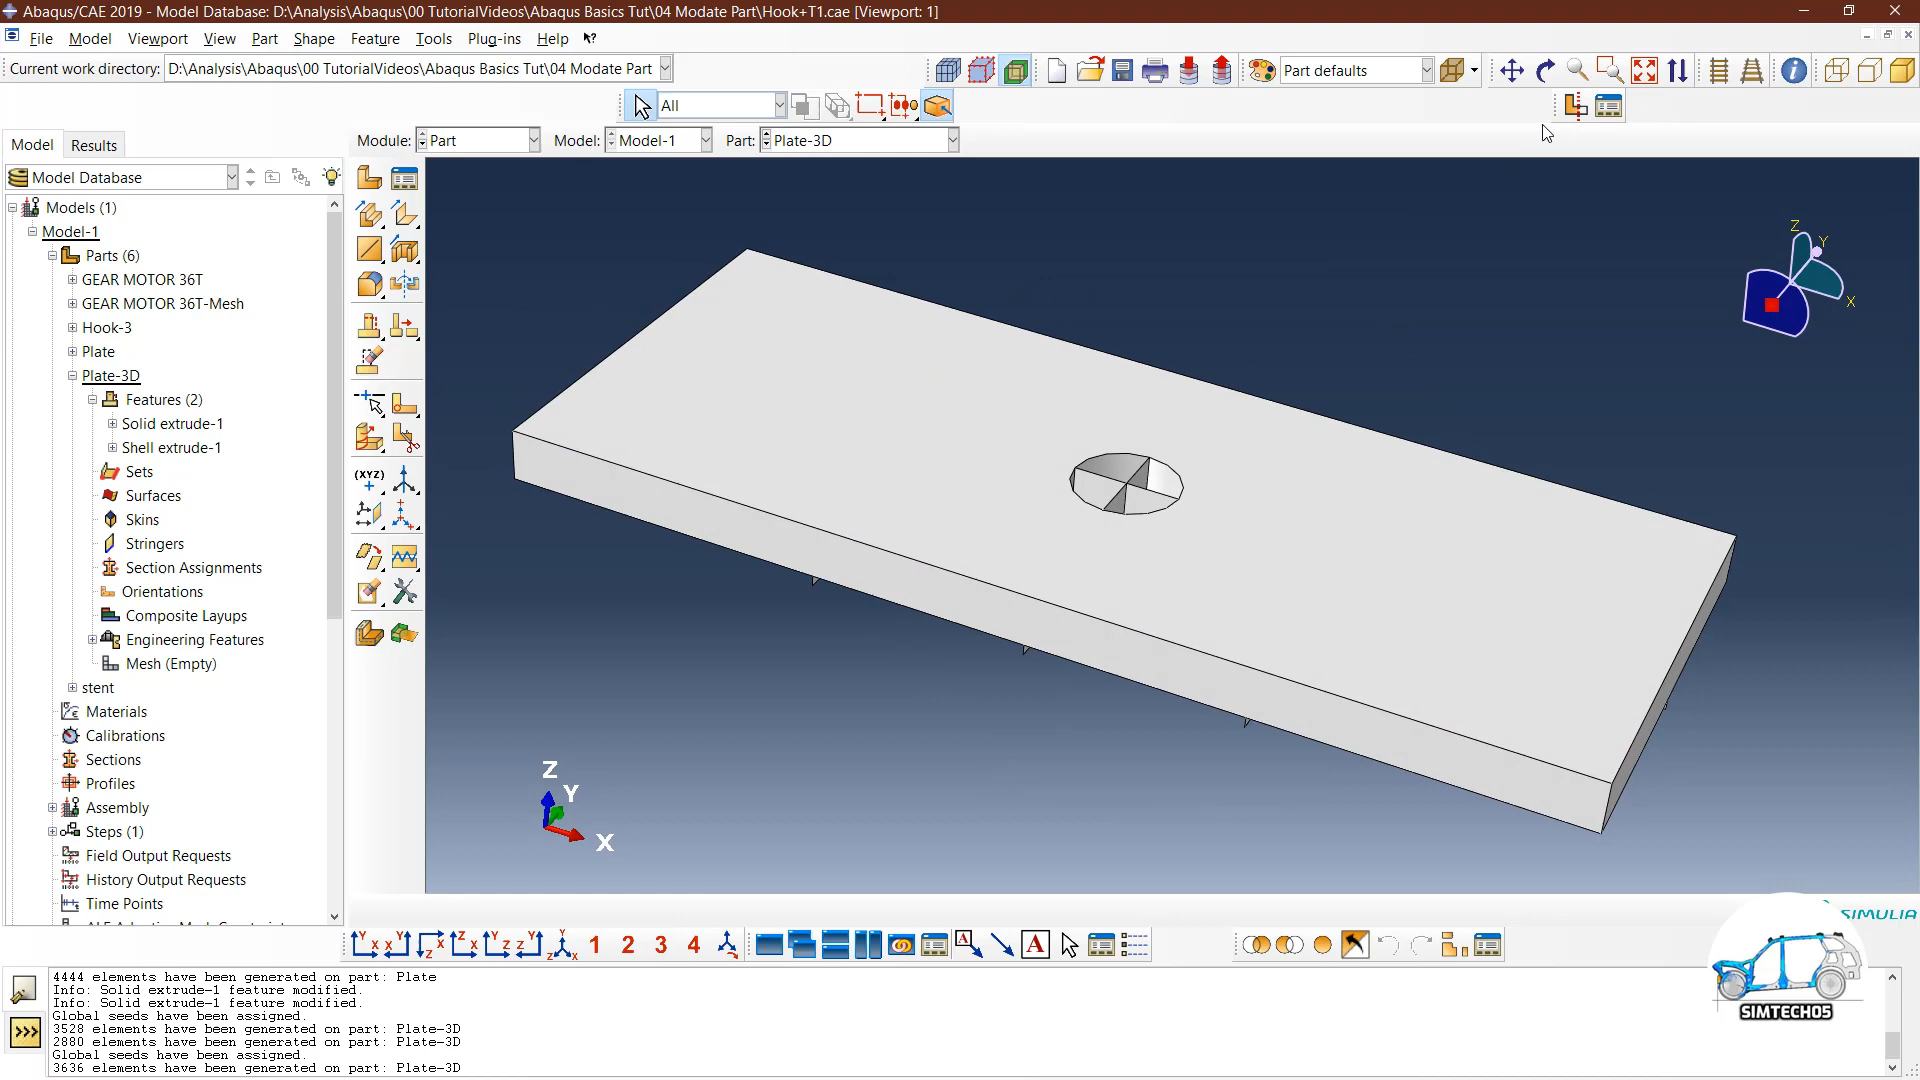 Abaqus/CAE 2019 - Model Database: D:\Analysis\Abaqus\00 TutorialVideos\Abaqus Basics Tut\04 Modate Part\Hook+T1.cae [Viewport: 1]
File Model Viewport View Part Shape Feature Tools Plug-ins Help
Current work directory: D:\Analysis\Abaqus\00 TutorialVideos\Abaqus Basics Tut\04 Modate Part
Part defaults
All
Model Results
Module: Part Model: Model-1 Part: Plate-3D
Model Database
Models (1)
Model-1
Parts (6)
GEAR MOTOR 36T
GEAR MOTOR 36T-Mesh
Hook-3
Plate
Plate-3D
Features (2)
Solid extrude-1
Shell extrude-1
Sets
Surfaces
Skins
Stringers
Section Assignments
Orientations
Composite Layups
Engineering Features
Mesh (Empty)
stent
Materials
Calibrations
Sections
Profiles
Assembly
Steps (1)
Field Output Requests
History Output Requests
Time Points
(XYZ)
Z
Y
X
Z
Y
X
SIMULIA
1 2 3 4
A A
SIMTECH05
4444 elements have been generated on part: Plate
Info: Solid extrude-1 feature modified.
Info: Solid extrude-1 feature modified.
Global seeds have been assigned.
3528 elements have been generated on part: Plate-3D
2880 elements have been generated on part: Plate-3D
Global seeds have been assigned.
3636 elements have been generated on part: Plate-3D